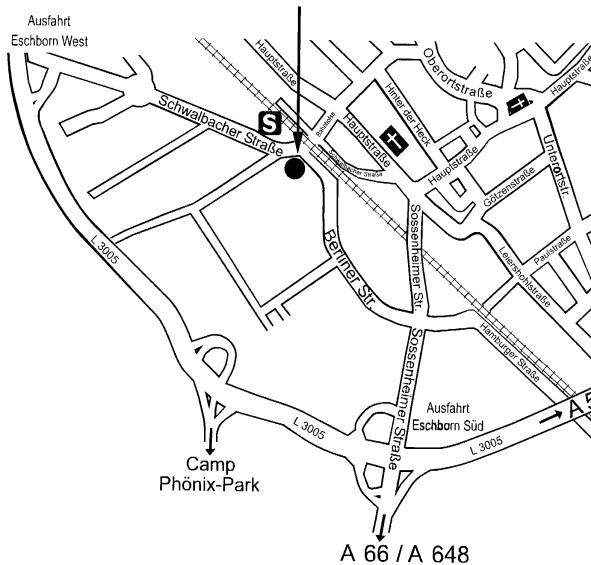 Ausfahrt
Eschborn West
Hauptstraße
Oberortstraße
Hauptstraße
Schwalbacher Straße
S
Bahnhofstr.
Hauptstraße
Hinter der Heck
Hauptstraße
Unterortstr.
Schwalbacher Straße
Götzenstraße
L 3005
Berliner Str.
Sossenheimer Str.
Leiershohlstraße
Paulstraße
Hamburger Straße
Sossenheimer Straße
Ausfahrt
Eschborn Süd
A 5
L 3005
L 3005
Camp
Phönix-Park
A 66 / A 648